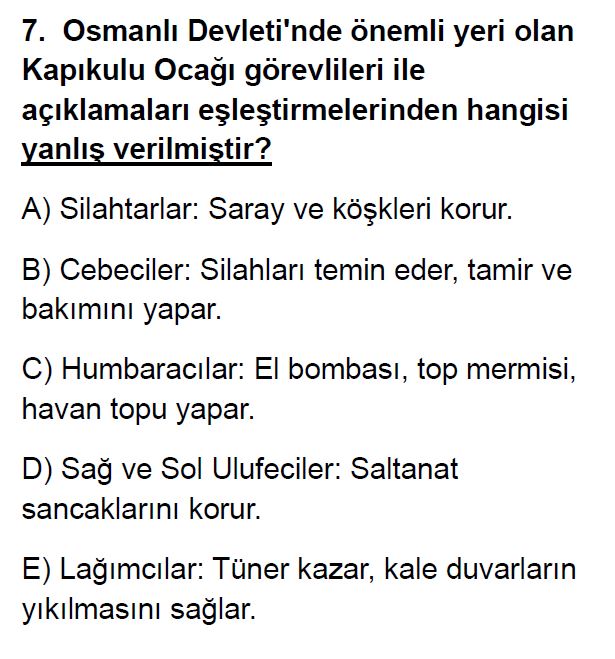 7. Osmanlı Devleti'nde önemli yeri olan
Kapıkulu Ocağı görevlileri ile
açıklamaları eşleştirmelerinden hangisi
yanlış verilmiştir?
A) Silahtarlar: Saray ve köşkleri korur.
B) Cebeciler: Silahları temin eder, tamir ve
bakımını yapar.
C) Humbaracılar: El bombası, top mermisi,
havan topu yapar.
D) Sağ ve Sol Ulufeciler: Saltanat
sancaklarını korur.
E) Lağımcılar: Tüner kazar, kale duvarların
yıkılmasını sağlar.